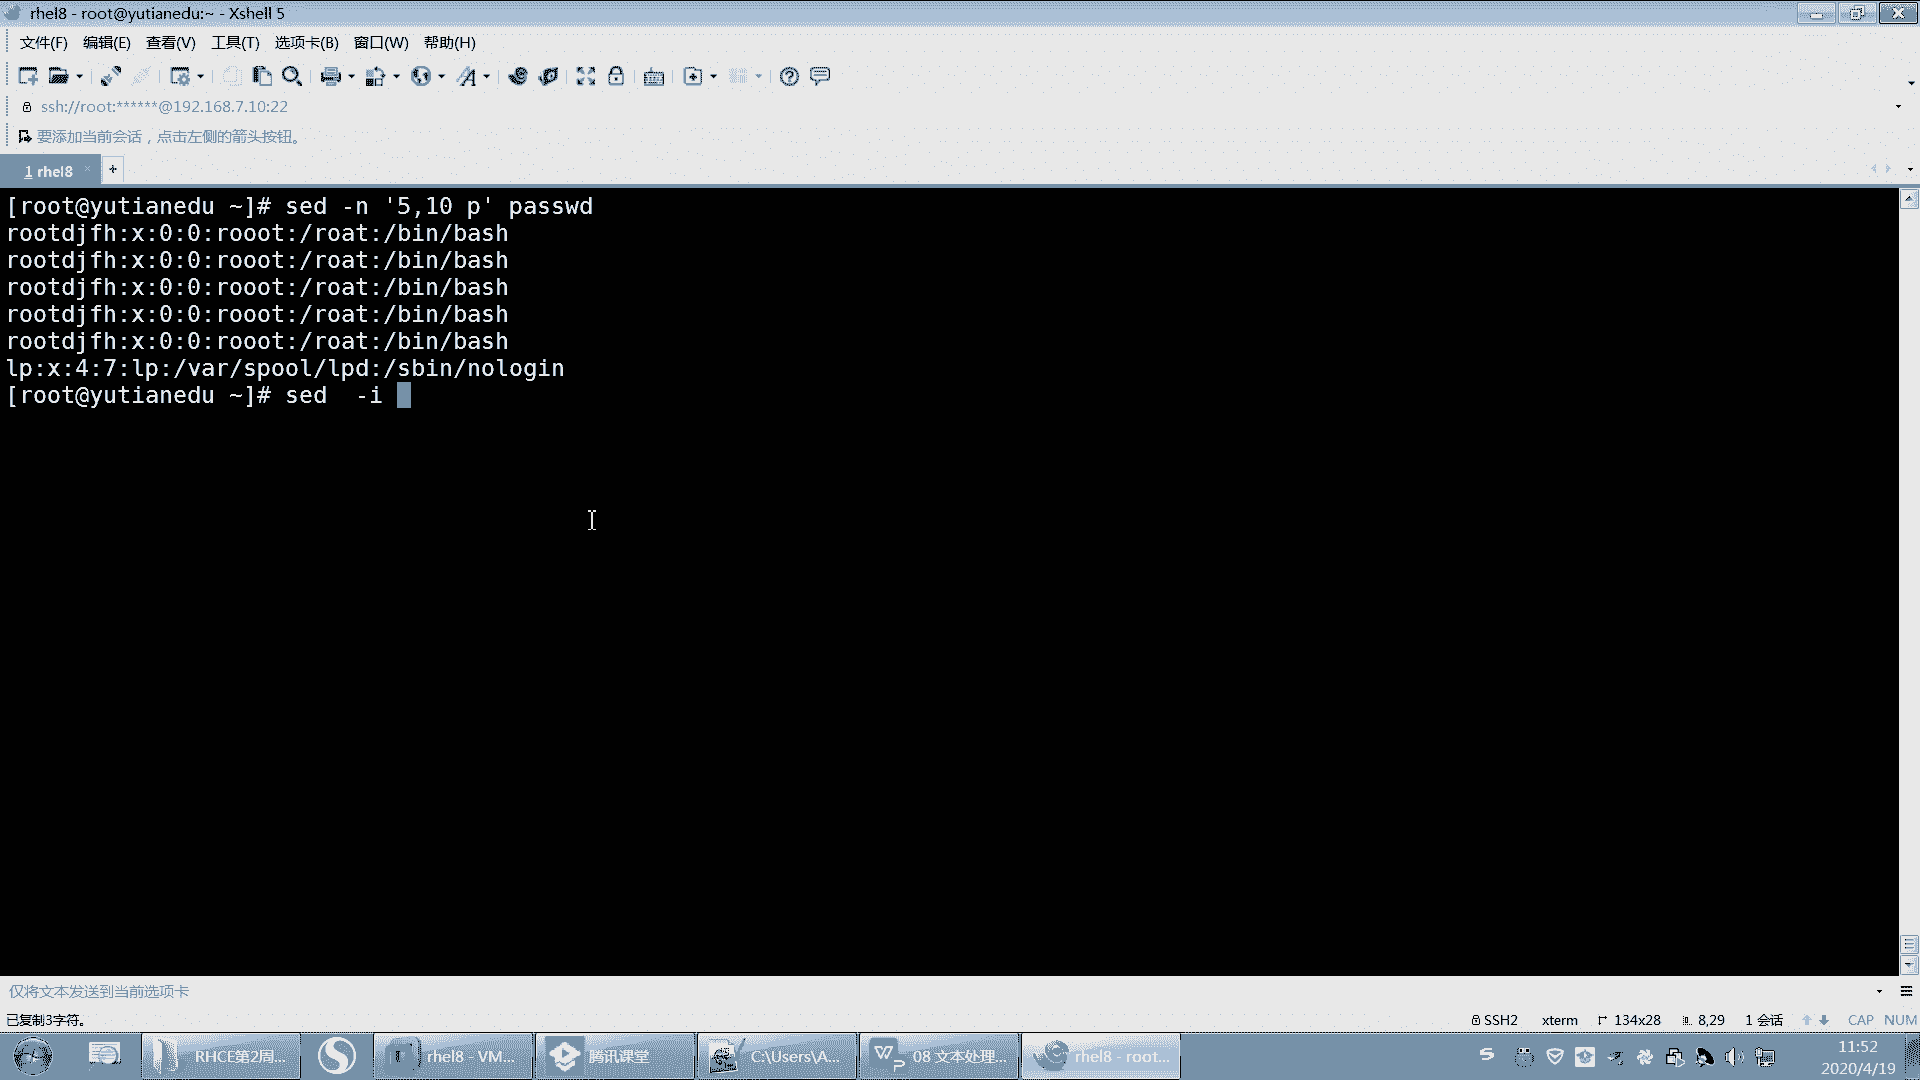 rhel8 - root@yutianedu:~ - Xshell 5
文件(F) 编辑(E) 查看(V) 工具(T) 选项卡(B) 窗口(W) 帮助(H)
ssh://root:******@192.168.7.10:22
要添加当前会话，点击左侧的箭头按钮。
1 rhel8
[root@yutianedu ~]# sed -n '5,10 p' passwd
rootdjfh:x:0:0:rooot:/roat:/bin/bash
rootdjfh:x:0:0:rooot:/roat:/bin/bash
rootdjfh:x:0:0:rooot:/roat:/bin/bash
rootdjfh:x:0:0:rooot:/roat:/bin/bash
rootdjfh:x:0:0:rooot:/roat:/bin/bash
lp:x:4:7:lp:/var/spool/lpd:/sbin/nologin
[root@yutianedu ~]# sed  -i
仅将文本发送到当前选项卡
已复制3字符。 SSH2 xterm 134x28 8,29 1 会话 CAP NUM
RHCE第2周... rhel8 - VM... 腾讯课堂 C:\Users\A... 08 文本处理... rhel8 - root... 11:52
2020/4/19